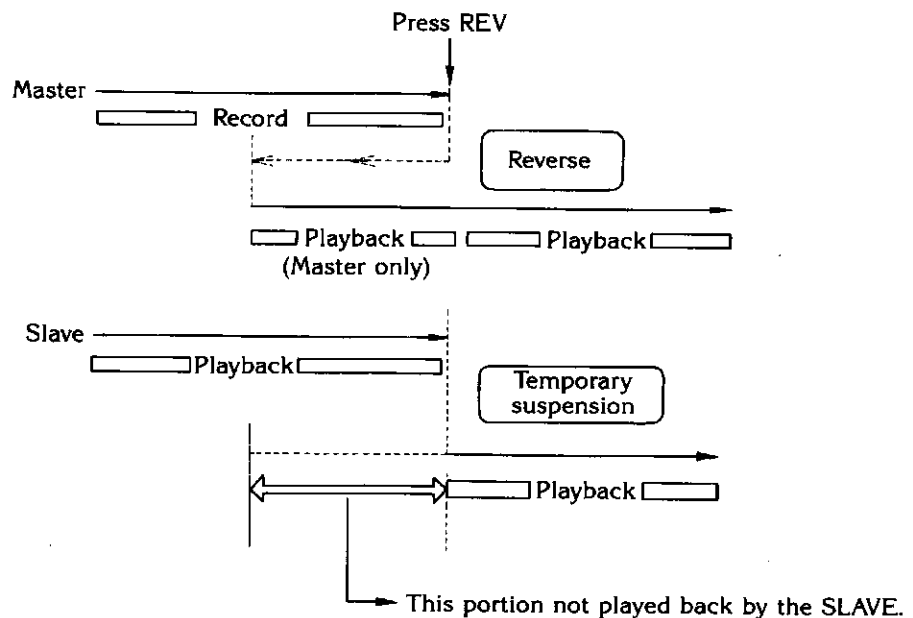 Press REV
Master
Record
Reverse
Playback Playback
(Master only)
Slave
Playback
Temporary
suspension
Playback
This portion not played back by the SLAVE.